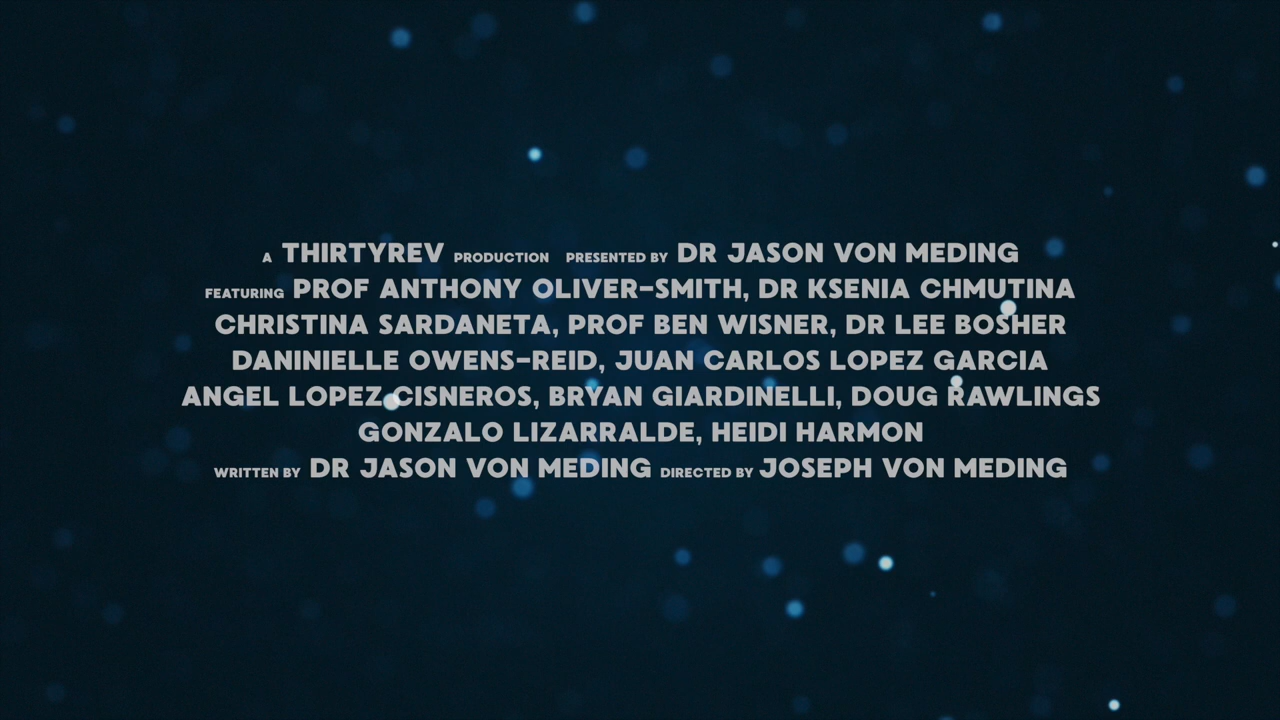 A THIRTYREV PRODUCTION PRESENTED BY DR JASON VON MEDING
FEATURING PROF ANTHONY OLIVER-SMITH, DR KSENIA CHMUTINA
CHRISTINA SARDANETA, PROF BEN WISNER, DR LEE BOSHER
DANINIELLE OWENS-REID, JUAN CARLOS LOPEZ GARCIA
ANGEL LOPEZ CISNEROS, BRYAN GIARDINELLI, DOUG RAWLINGS
GONZALO LIZARRALDE, HEIDI HARMON
WRITTEN BY DR JASON VON MEDING DIRECTED BY JOSEPH VON MEDING